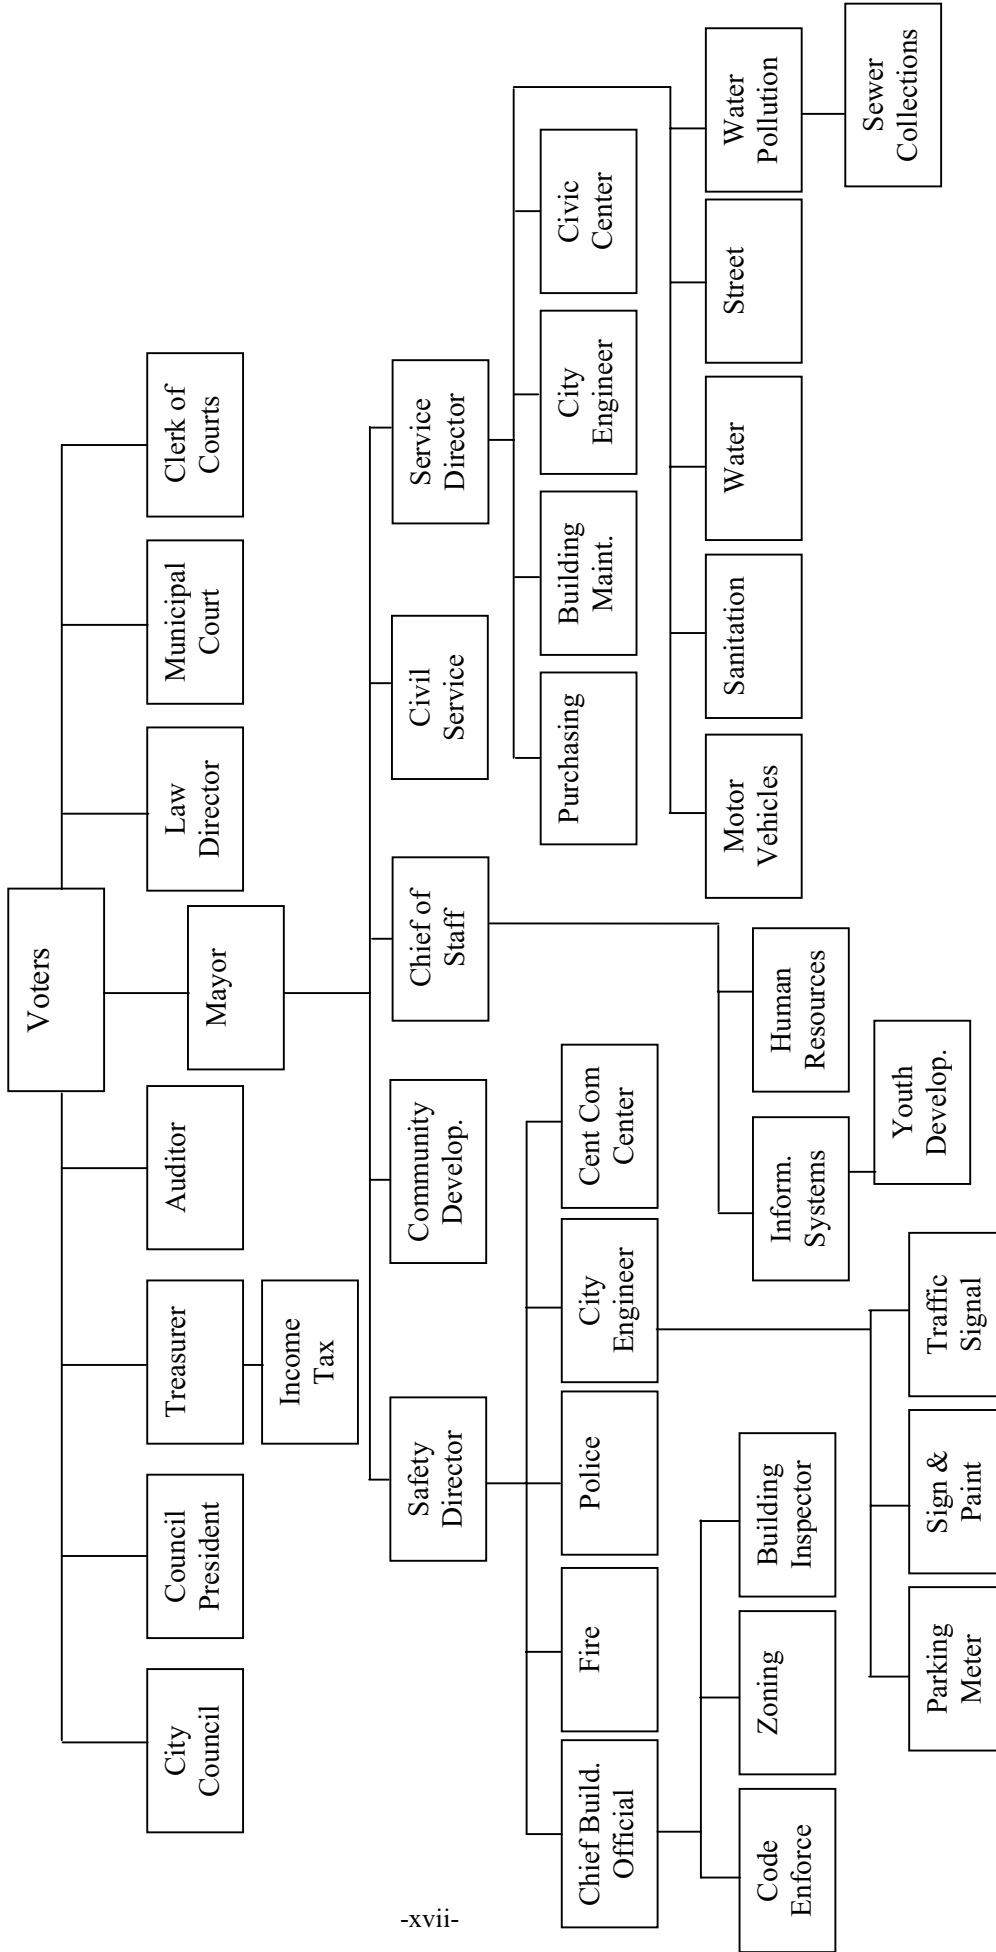 Voters
City
Council
Council
President
Treasurer
Auditor
Law
Director
Municipal
Court
Clerk of
Courts
Mayor
Income
Tax
Safety
Director
Community
Develop.
Chief of
Staff
Civil
Service
Service
Director
Purchasing
Building
Maint.
City
Engineer
Civic
Center
Chief Build.
Official
Fire
Police
City
Engineer
Cent Com
Center
Motor
Vehicles
Sanitation
Water
Street
Water
Pollution
Code
Enforce
Zoning
Building
Inspector
Inform.
Systems
Human
Resources
Sewer
Collections
Youth
Develop.
Parking
Meter
Sign &
Paint
Traffic
Signal
-xvii-